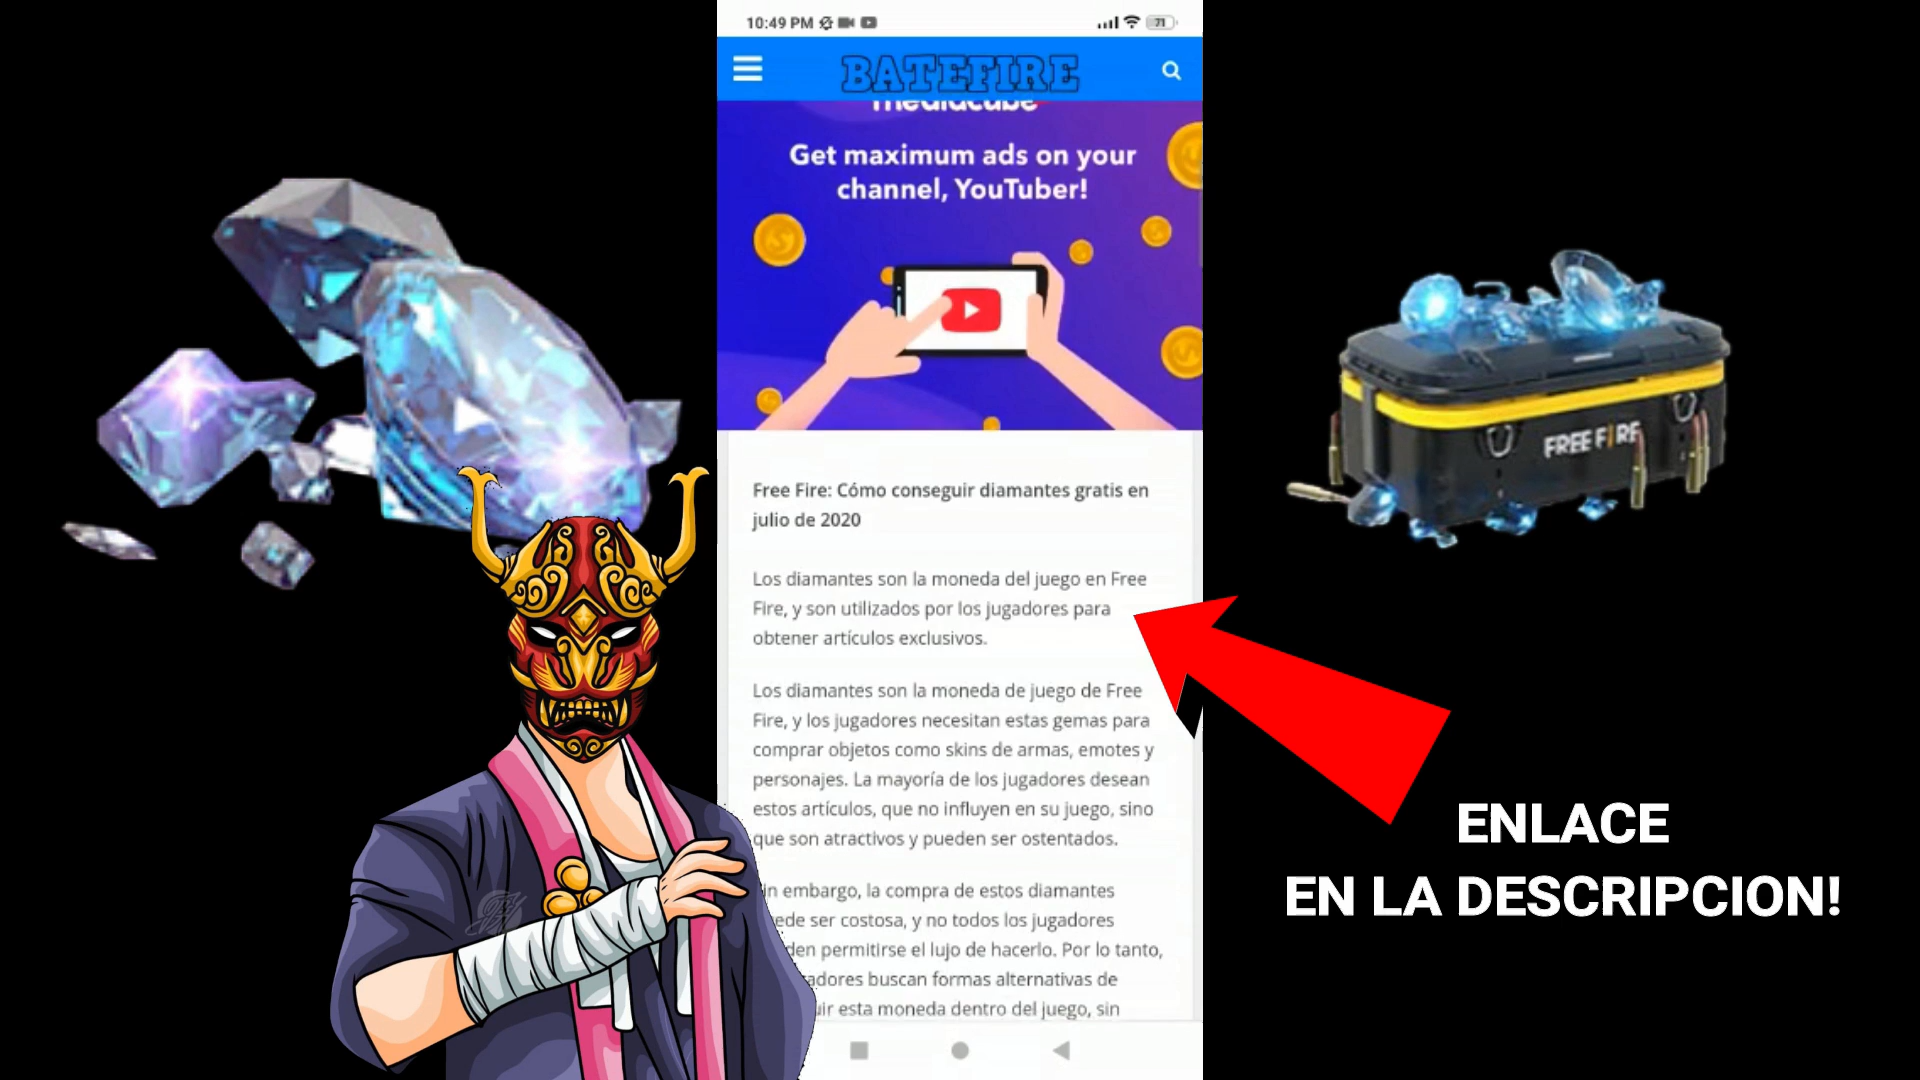 10:49 PM
71
BATEFIRE
mediacube
Get maximum ads on your
channel, YouTuber!
Free Fire: Cómo conseguir diamantes gratis en
julio de 2020
Los diamantes son la moneda del juego en Free
Fire, y son utilizados por los jugadores para
obtener artículos exclusivos.
Los diamantes son la moneda de juego de Free
Fire, y los jugadores necesitan estas gemas para
comprar objetos como skins de armas, emotes y
personajes. La mayoría de los jugadores desean
estos artículos, que no influyen en su juego, sino
que son atractivos y pueden ser ostentados.
in embargo, la compra de estos diamantes
ede ser costosa, y no todos los jugadores
den permitirse el lujo de hacerlo. Por lo tanto,
adores buscan formas alternativas de
uir esta moneda dentro del juego, sin
FREE FIRE
ENLACE
EN LA DESCRIPCION!